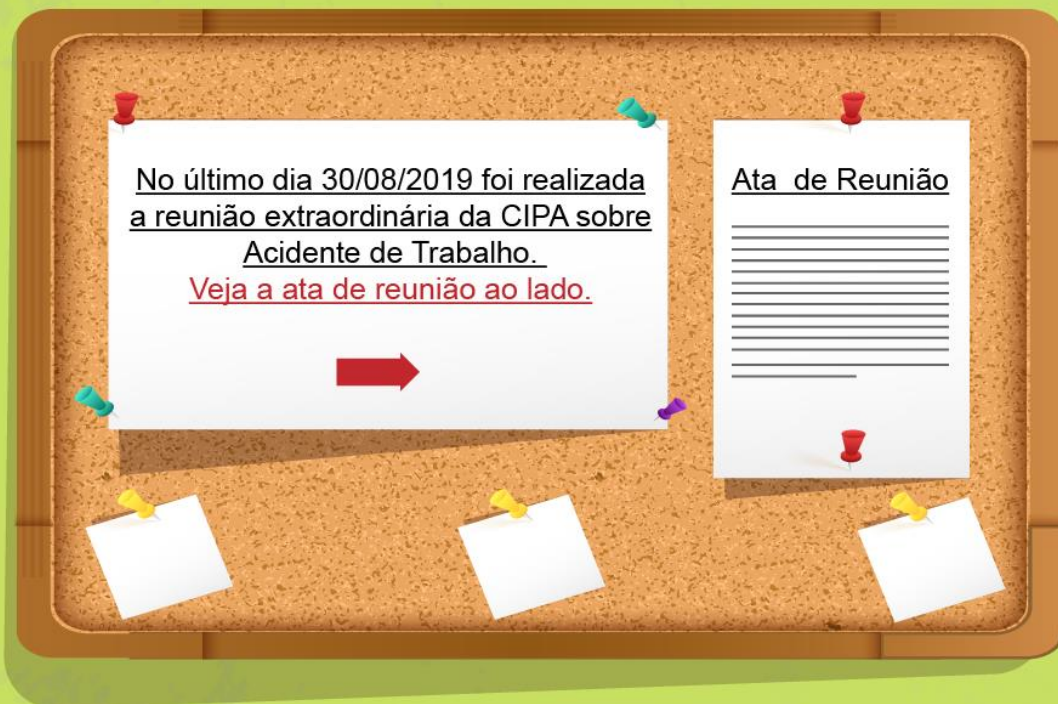 No último dia 30/08/2019 foi realizada
a reunião extraordinária da CIPA sobre
Acidente de Trabalho.
Veja a ata de reunião ao lado.
Ata de Reunião